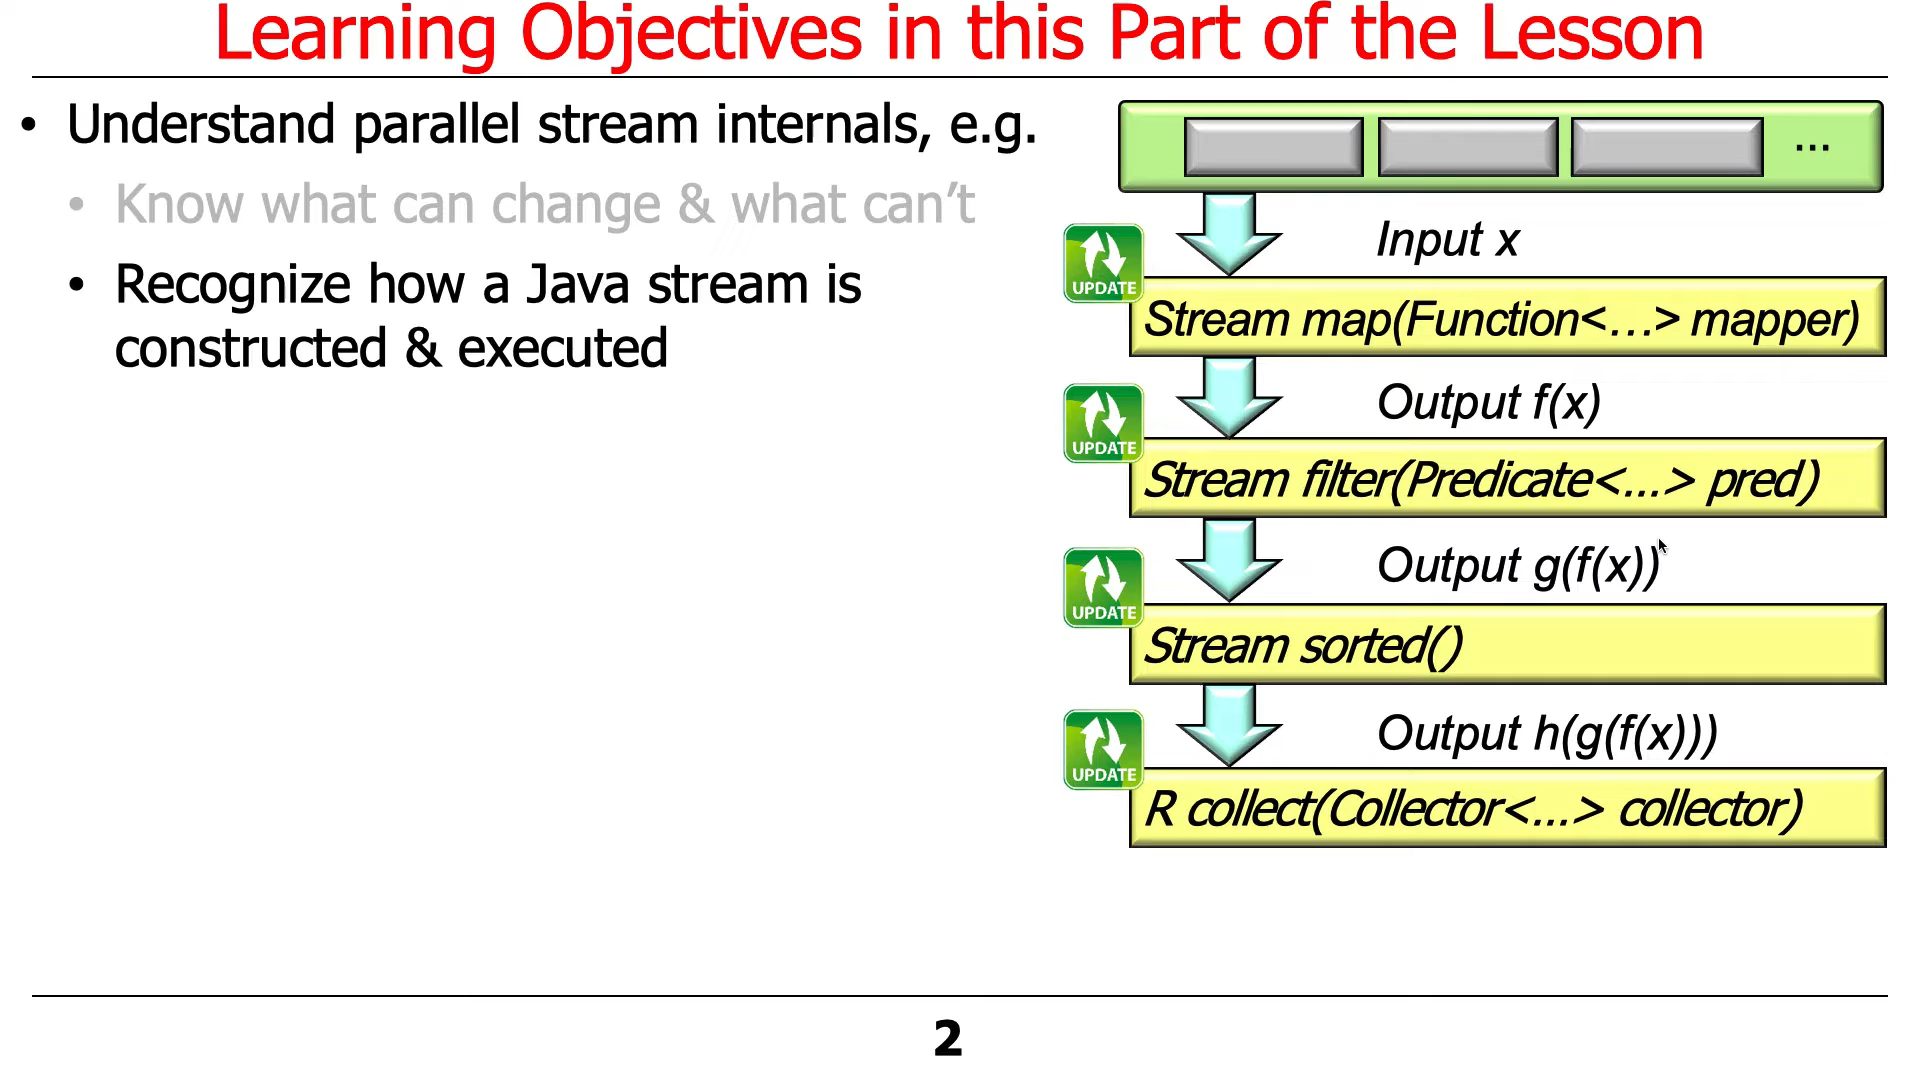 Learning Objectives in this Part of the Lesson
• Understand parallel stream internals, e.g.
• Know what can change & what can’t
• Recognize how a Java stream is
constructed & executed
...
Input x
UPDATE
Stream map(Function<…> mapper)
Output f(x)
UPDATE
Stream filter(Predicate<...> pred)
Output g(f(x))
UPDATE
Stream sorted()
Output h(g(f(x)))
UPDATE
R collect(Collector<...> collector)
2